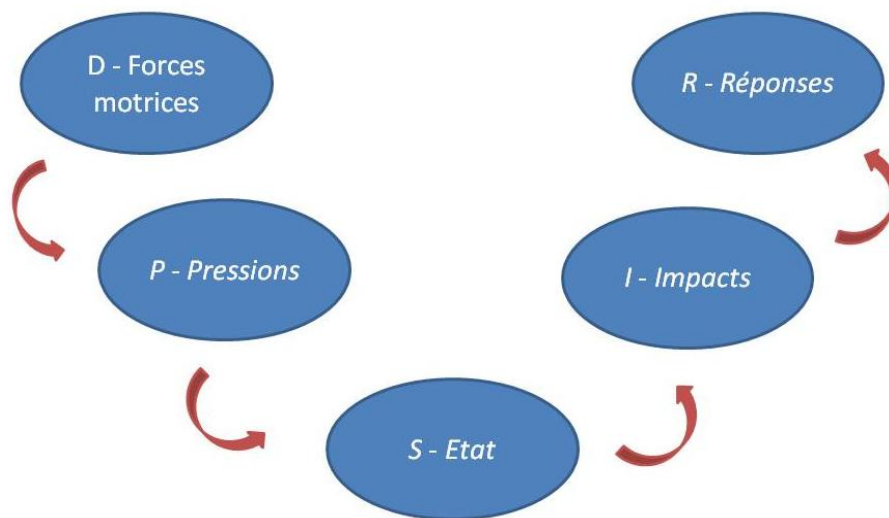 D - Forces
motrices
P - Pressions
S - Etat
I - Impacts
R - Réponses